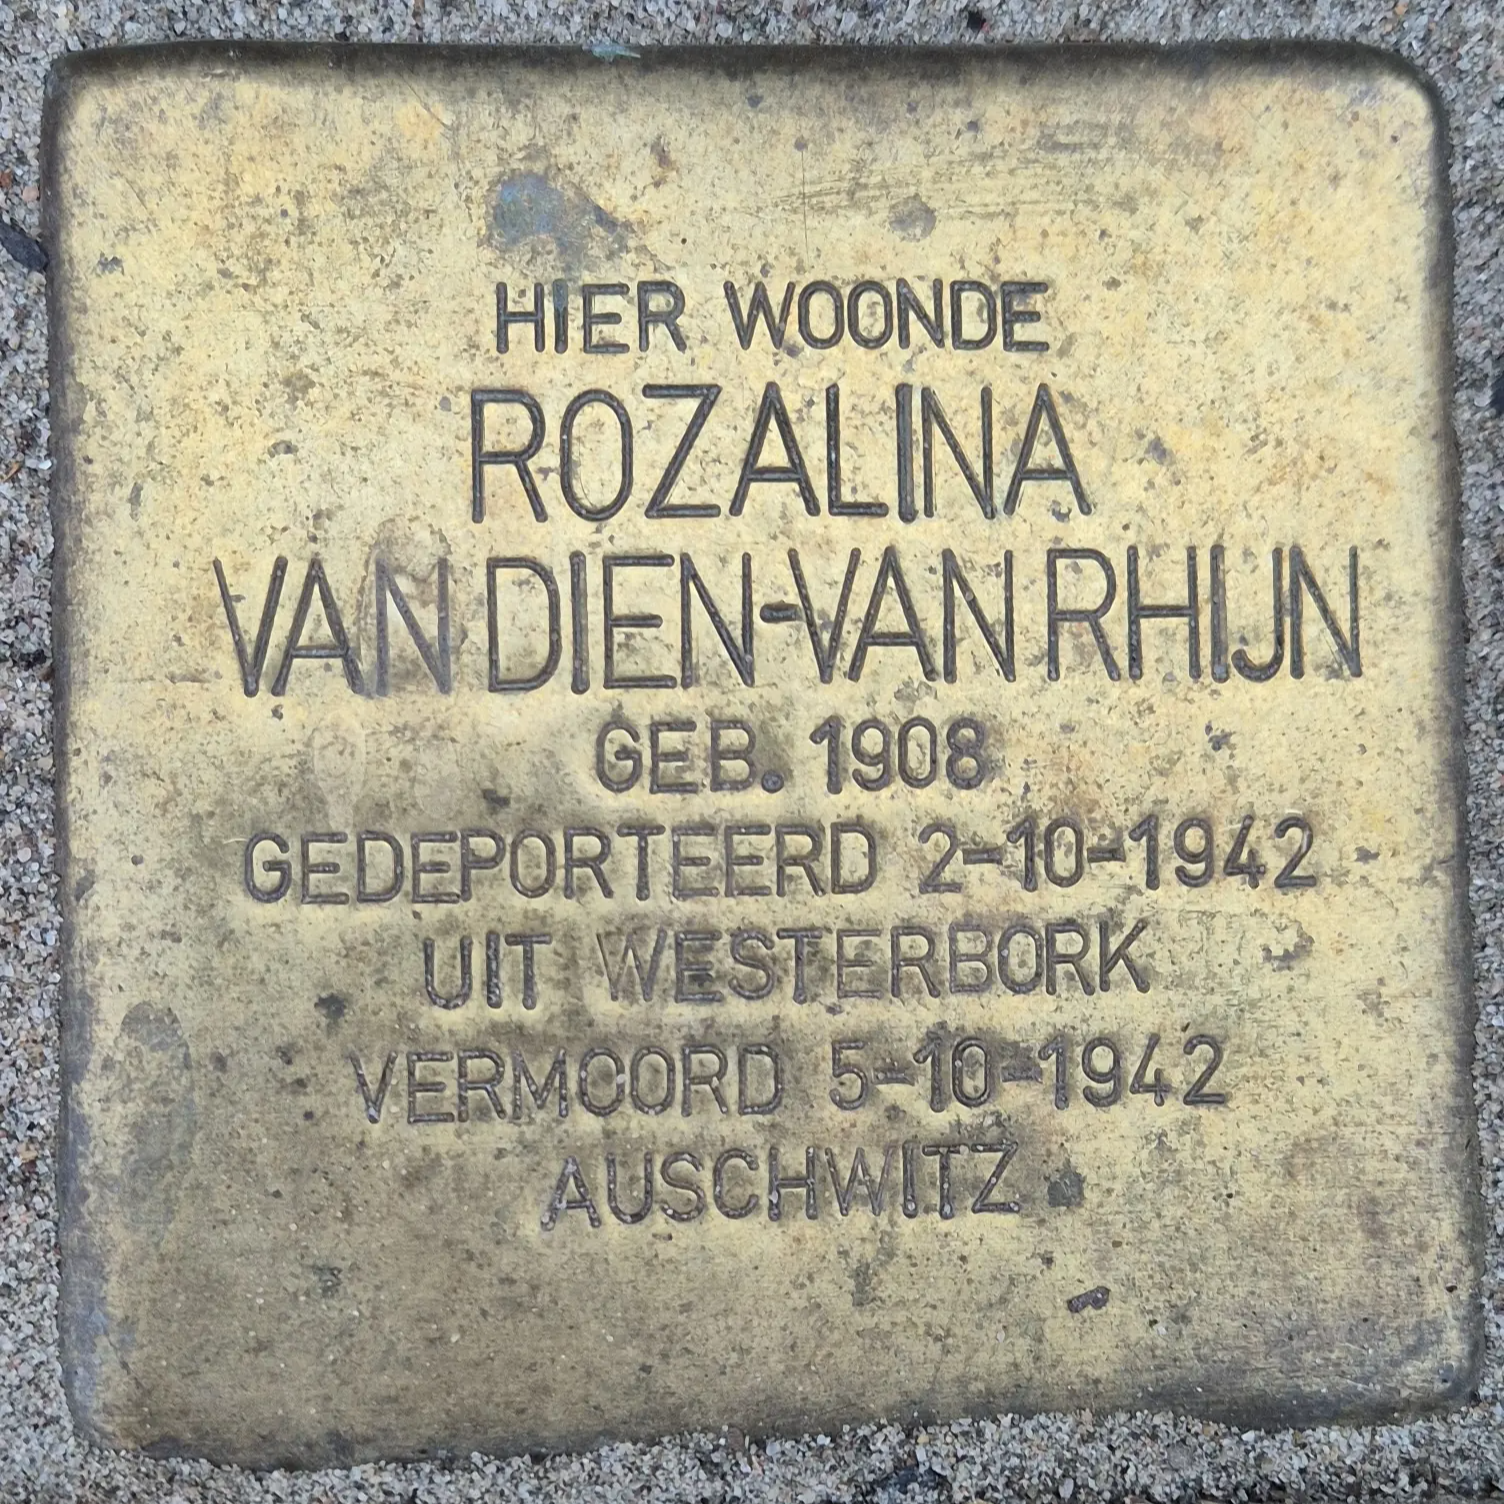 HIER WOONDE
ROZALINA
VAN DIEN-VAN RHIJN
GEB. 1908
GEDEPORTEERD 2-10-1942
UIT WESTERBORK
VERMOORD 5-10-1942
AUSCHWITZ